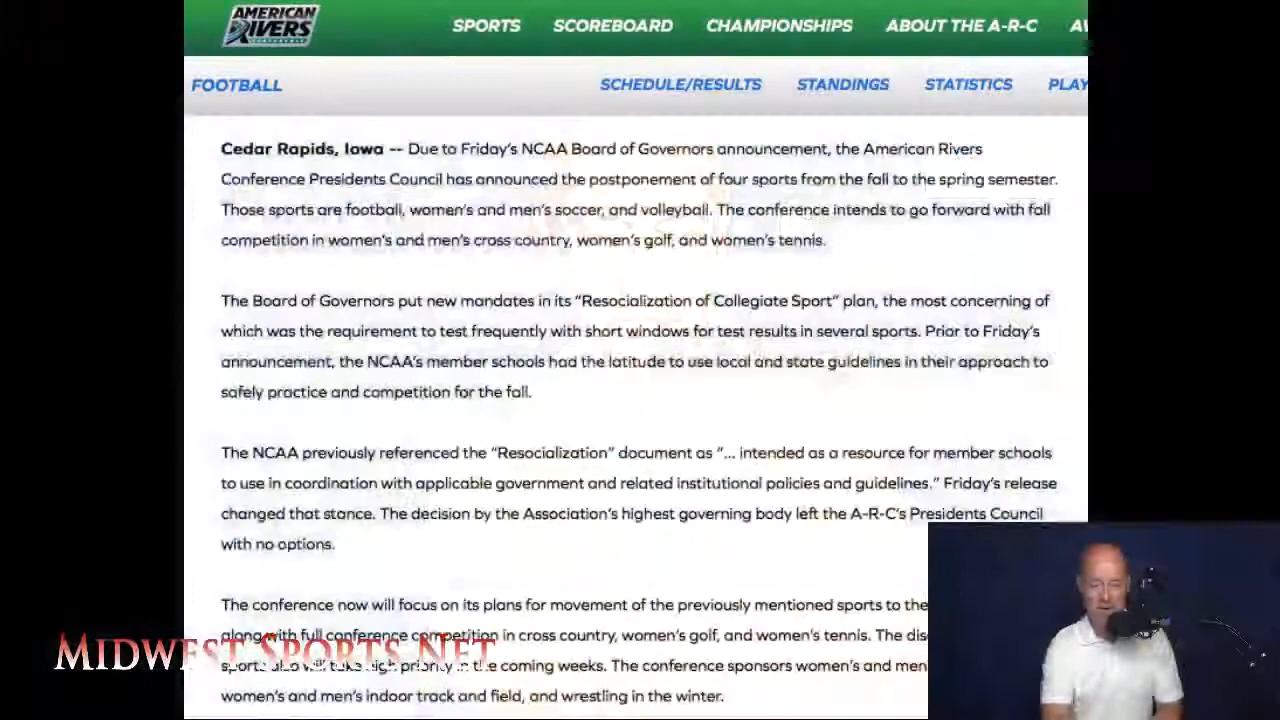 AMERICAN
RIVERS
CONFERENCE
SPORTS SCOREBOARD CHAMPIONSHIPS ABOUT THE A-R-C
FOOTBALL SCHEDULE/RESULTS STANDINGS STATISTICS PLAY
Cedar Rapids, Iowa -- Due to Friday's NCAA Board of Governors announcement, the American Rivers
Conference Presidents Council has announced the postponement of four sports from the fall to the spring semester.
Those sports are football, women's and men's soccer, and volleyball. The conference intends to go forward with fall
competition in women's and men's cross country, women's golf, and women's tennis.
The Board of Governors put new mandates in its "Resocialization of Collegiate Sport" plan, the most concerning of
which was the requirement to test frequently with short windows for test results in several sports. Prior to Friday's
announcement, the NCAA's member schools had the latitude to use local and state guidelines in their approach to
safely practice and competition for the fall.
The NCAA previously referenced the "Resocialization" document as "... intended as a resource for member schools
to use in coordination with applicable government and related institutional policies and guidelines." Friday's release
changed that stance. The decision by the Association's highest governing body left the A-R-C's Presidents Council
with no options.
The conference now will focus on its plans for movement of the previously mentioned sports to the
along with full conference competition in cross country, women's golf, and women's tennis. The
sports also will take high priority in the coming weeks. The conference sponsors women's and men
women's and men's indoor track and field, and wrestling in the winter.
Midwest Sports Net